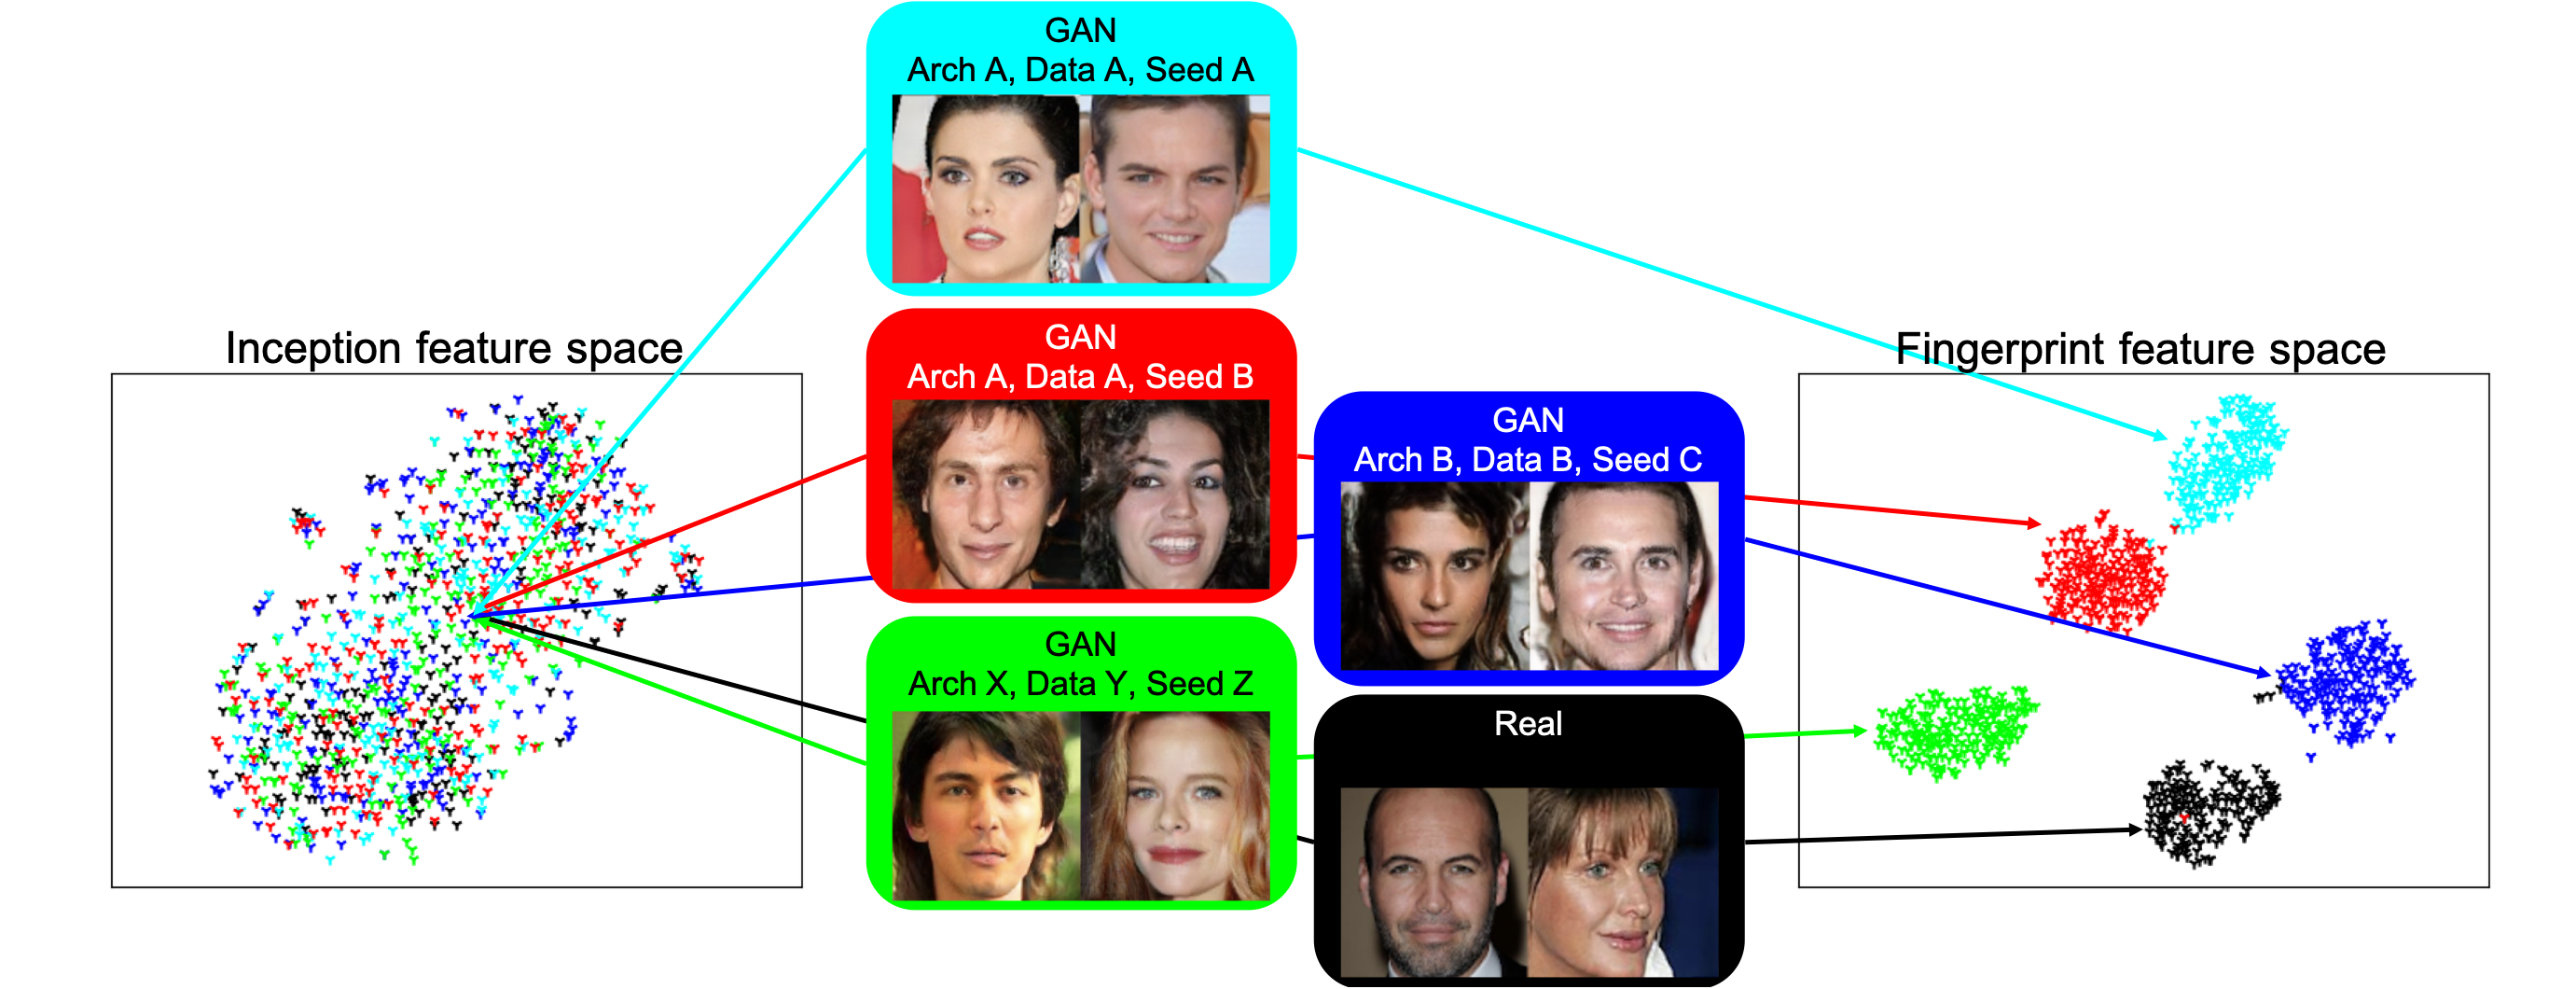 GAN
Arch A, Data A, Seed A
Inception feature space
GAN
Arch A, Data A, Seed B
GAN
Arch B, Data B, Seed C
GAN
Arch X, Data Y, Seed Z
Real
Fingerprint feature space